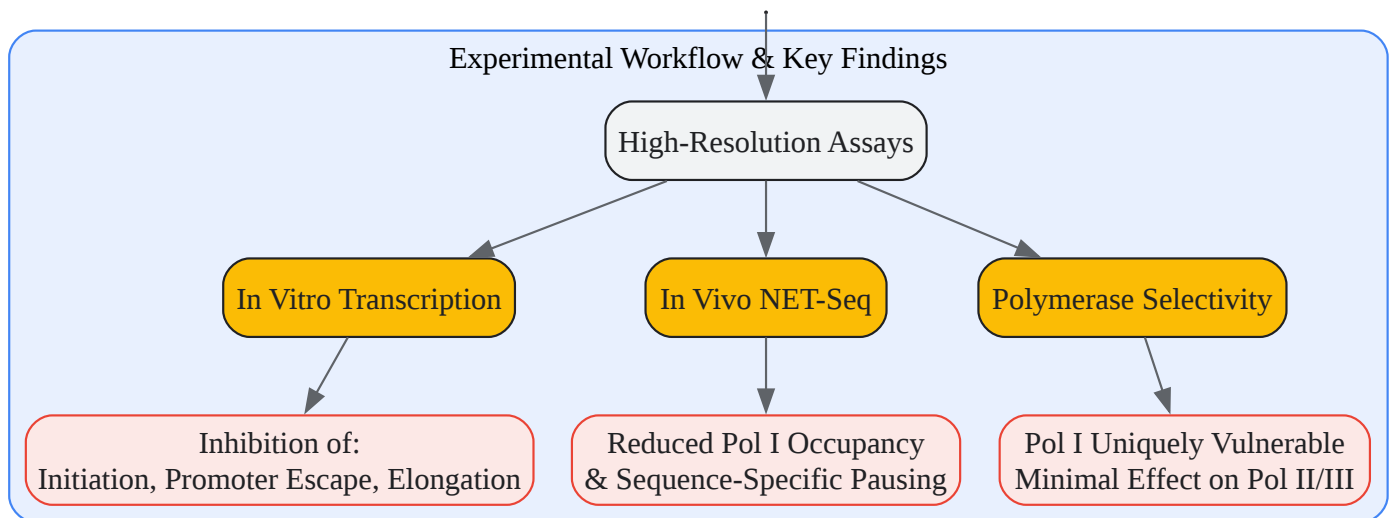 Experimental Workflow & Key Findings
High-Resolution Assays
In Vitro Transcription
In Vivo NET-Seq
Polymerase Selectivity
Inhibition of:
Initiation, Promoter Escape, Elongation
Reduced Pol I Occupancy
& Sequence-Specific Pausing
Pol I Uniquely Vulnerable
Minimal Effect on Pol II/III